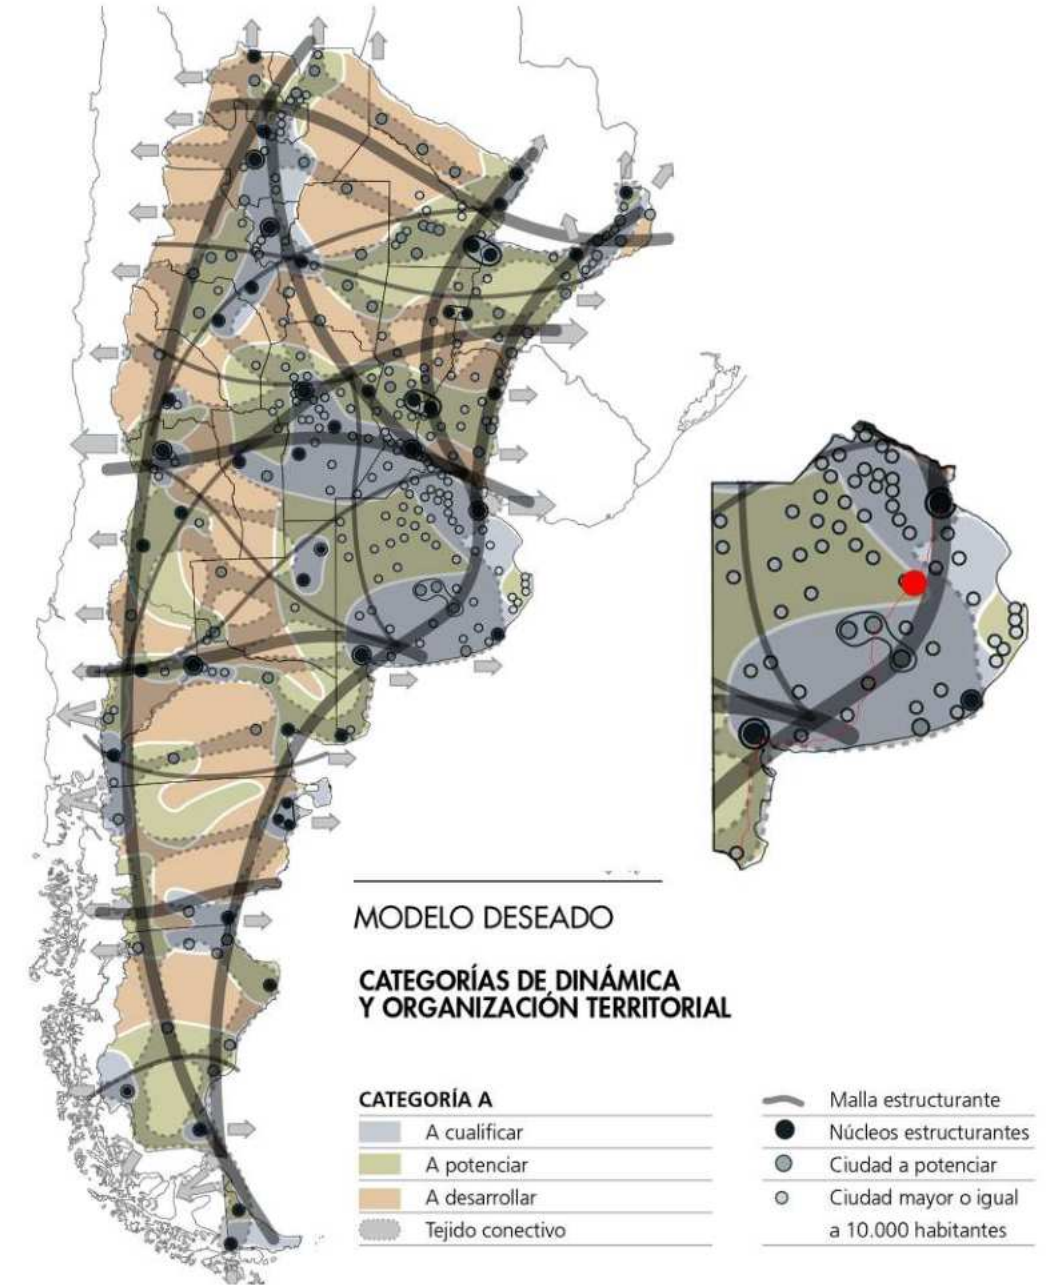 MODELO DESEADO
CATEGORÍAS DE DINÁMICA
Y ORGANIZACIÓN TERRITORIAL
CATEGORÍA A
A cualificar
A potenciar
A desarrollar
Tejido conectivo
Malla estructurante
Núcleos estructurantes
Ciudad a potenciar
Ciudad mayor o igual
a 10.000 habitantes